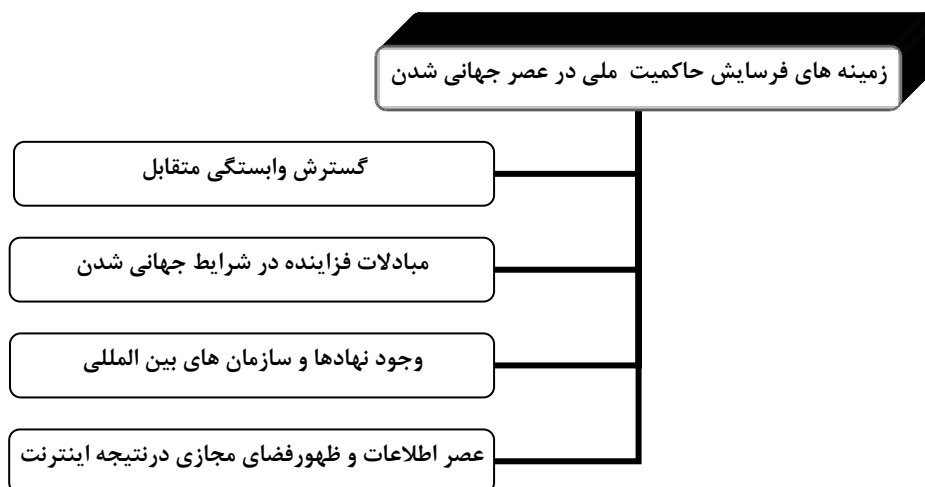 زمینه های فرسایش حاکمیت ملی در عصر جهانی شدن
گسترش وابستگی متقابل
مبادلات فزاینده در شرایط جهانی شدن
وجود نهادها و سازمان های بین المللی
عصر اطلاعات و ظهورفضای مجازی درنتیجه اینترنت